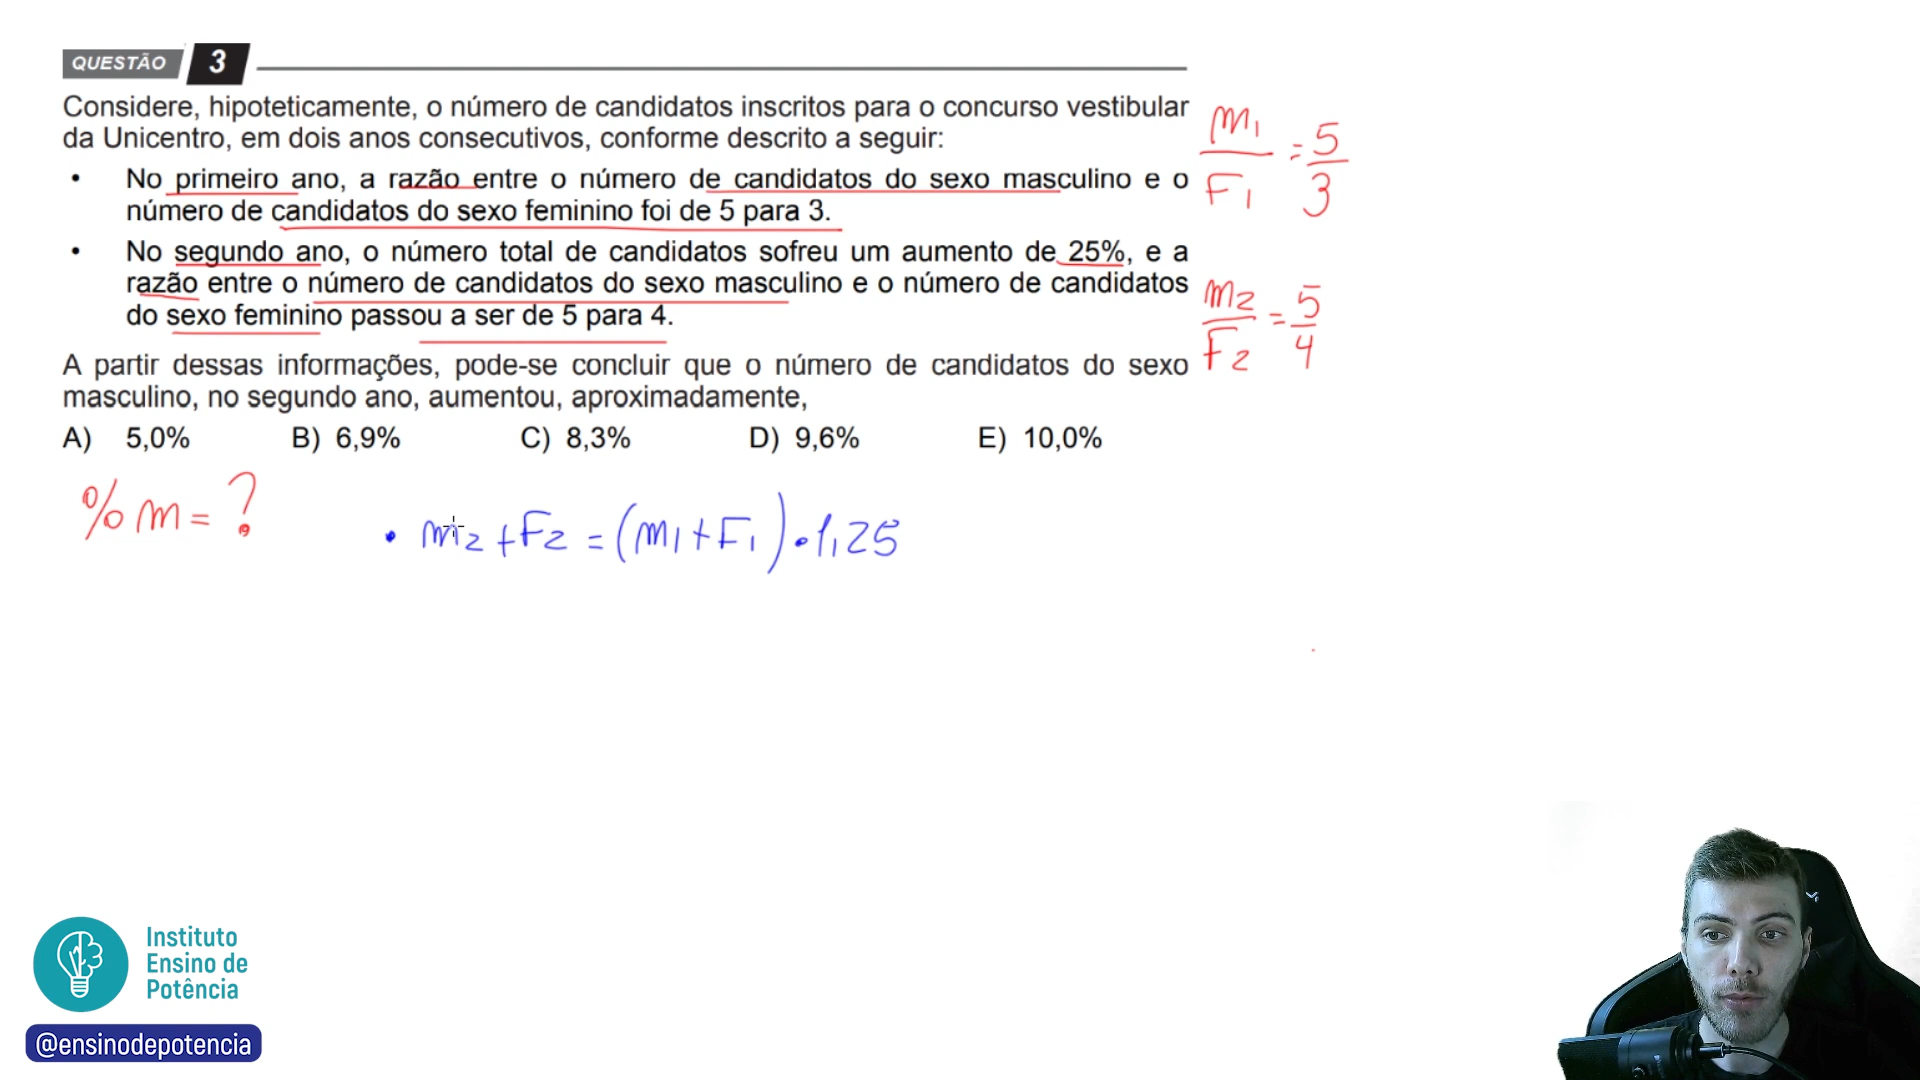 QUESTÃO 3
Considere, hipoteticamente, o número de candidatos inscritos para o concurso vestibular
da Unicentro, em dois anos consecutivos, conforme descrito a seguir:
• No primeiro ano, a razão entre o número de candidatos do sexo masculino e o
número de candidatos do sexo feminino foi de 5 para 3.
• No segundo ano, o número total de candidatos sofreu um aumento de 25%, e a
razão entre o número de candidatos do sexo masculino e o número de candidatos
do sexo feminino passou a ser de 5 para 4.
A partir dessas informações, pode-se concluir que o número de candidatos do sexo
masculino, no segundo ano, aumentou, aproximadamente,
A) 5,0% B) 6,9% C) 8,3% D) 9,6% E) 10,0%
m1/F1 = 5/3
m2/F2 = 5/4
% m = ?
• m2 + F2 = (m1 + F1) • 1,25
Instituto
Ensino de
Potência
@ensinodepotencia